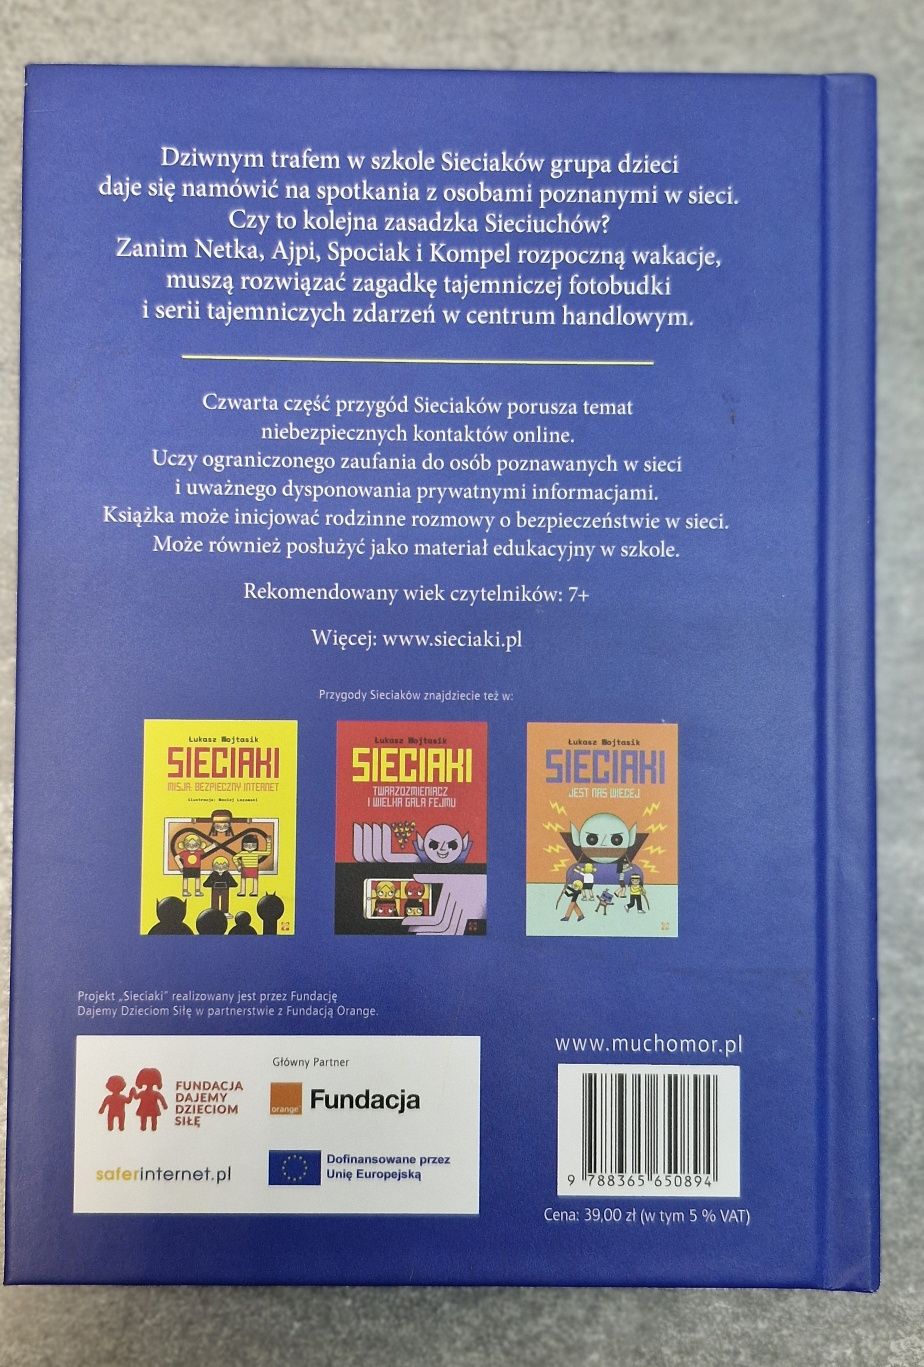 Dziwnym trafem w szkole Sieciaków grupa dzieci
daje się namówić na spotkania z osobami poznanymi w sieci.
Czy to kolejna zasadzka Sieciuchów?
Zanim Netka, Ajpi, Spociak i Kompel rozpoczną wakacje,
muszą rozwiązać zagadkę tajemniczej fotobudki
i serii tajemniczych zdarzeń w centrum handlowym.
Czwarta część przygód Sieciaków porusza temat
niebezpiecznych kontaktów online.
Uczy ograniczonego zaufania do osób poznawanych w sieci
i uważnego dysponowania prywatnymi informacjami.
Książka może inicjować rodzinne rozmowy o bezpieczeństwie w sieci.
Może również posłużyć jako materiał edukacyjny w szkole.
Rekomendowany wiek czytelników: 7+
Więcej: www.sieciaki.pl
Przygody Sieciaków znajdziecie też w:
Łukasz Wojtasik
SIECIAKI
MISJA: BEZPIECZNY INTERNET
Ilustracje: Maciej Łazowski
Łukasz Wojtasik
SIECIAKI
TWARZOZMIENIACZ
I WIELKA GALA FEJMU
Łukasz Wojtasik
SIECIAKI
JEST NAS WIĘCEJ
Projekt „Sieciaki” realizowany jest przez Fundację
Dajemy Dzieciom Siłę w partnerstwie z Fundacją Orange.
FUNDACJA
DAJEMY
DZIECIOM
SIŁĘ
Główny Partner
orange
Fundacja
saferinternet.pl
Dofinansowane przez
Unię Europejską
www.muchomor.pl
9 788365 650894
Cena: 39,00 zł (w tym 5 % VAT)